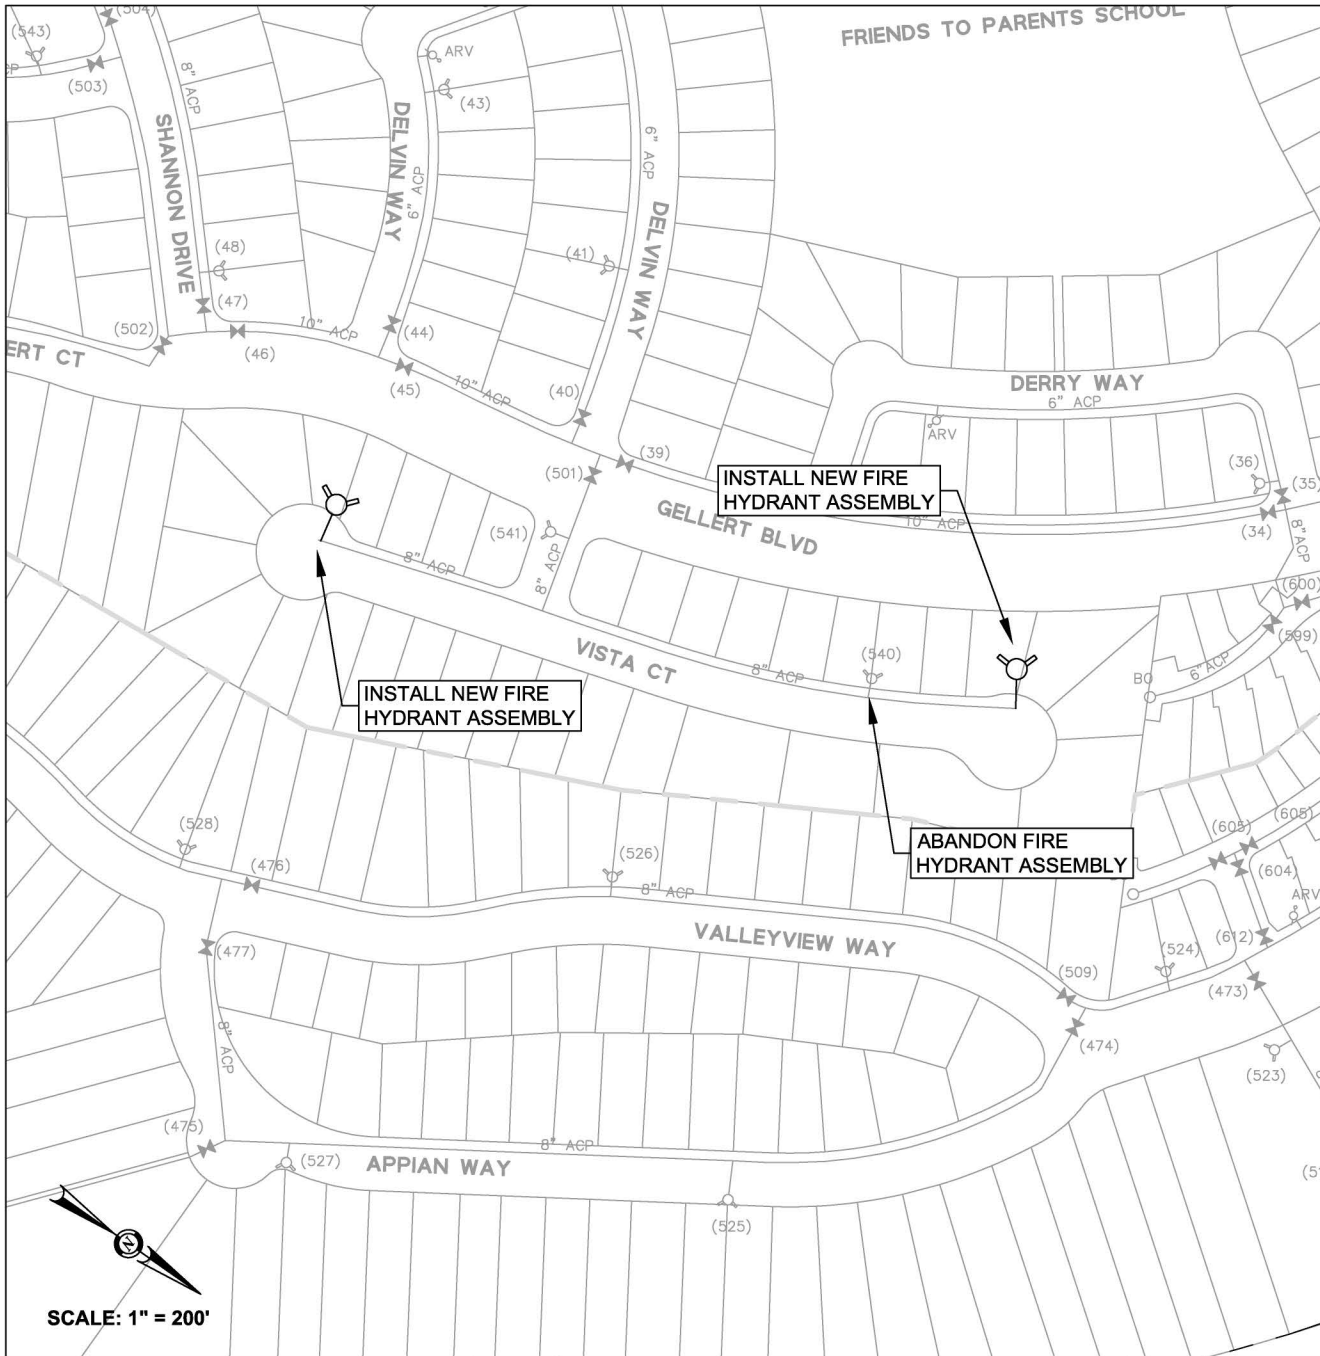 (504)
FRIENDS TO PARENTS SCHOOL
(543)
ARV
8" ACP
(503)
(43)
SHANNON DRIVE
DELVIN WAY
6" ACP
6" ACP
DELVIN WAY
(48)
(41)
(47)
(502)
10" ACP
(44)
(46)
ERT CT
(45)
10" ACP
(40)
DERRY WAY
6" ACP
ARV
(39)
(501)
(36)
(35)
INSTALL NEW FIRE
HYDRANT ASSEMBLY
GELLERT BLVD
10" ACP
(34)
8" ACP
(541)
8" ACP
8" ACP
(600)
(599)
VISTA CT
8" ACP
(540)
6" ACP
BO
INSTALL NEW FIRE
HYDRANT ASSEMBLY
ABANDON FIRE
HYDRANT ASSEMBLY
(528)
(605)
(605)
(526)
(476)
8" ACP
(604)
ARV
VALLEYVIEW WAY
(477)
(612)
(524)
(509)
(473)
8" ACP
(474)
(523)
(475)
8" ACP
(527)
APPIAN WAY
(525)
N
SCALE: 1" = 200'